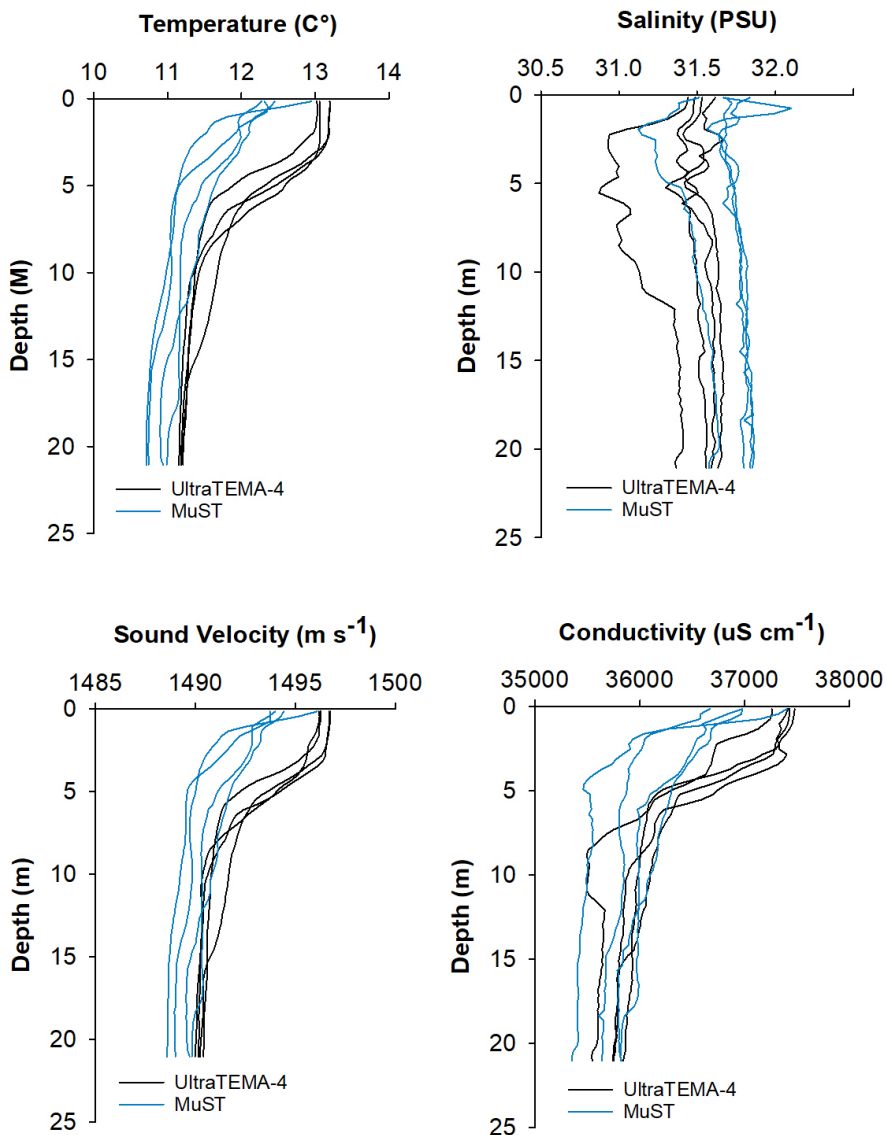 Temperature (C°)
10 11 12 13 14
0
5
10
15
20
25
Depth (M)
UltraTEMA-4
MuST
Salinity (PSU)
30.5 31.0 31.5 32.0
0
5
10
15
20
25
Depth (m)
UltraTEMA-4
MuST
Sound Velocity (m s-1)
1485 1490 1495 1500
0
5
10
15
20
25
Depth (m)
UltraTEMA-4
MuST
Conductivity (uS cm-1)
35000 36000 37000 38000
0
5
10
15
20
25
Depth (m)
UltraTEMA-4
MuST